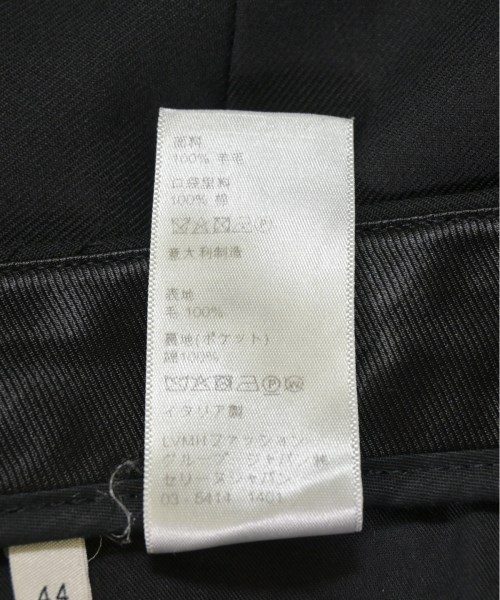 面料
100% 羊毛
口袋里料
100% 棉
意大利制造
表地
毛 100%
裏地(ポケット)
綿100%
イタリア製
LVMHファッション
グループ ジャパン ㈱
セリーヌジャパン
03 - 5414 - 1401
44